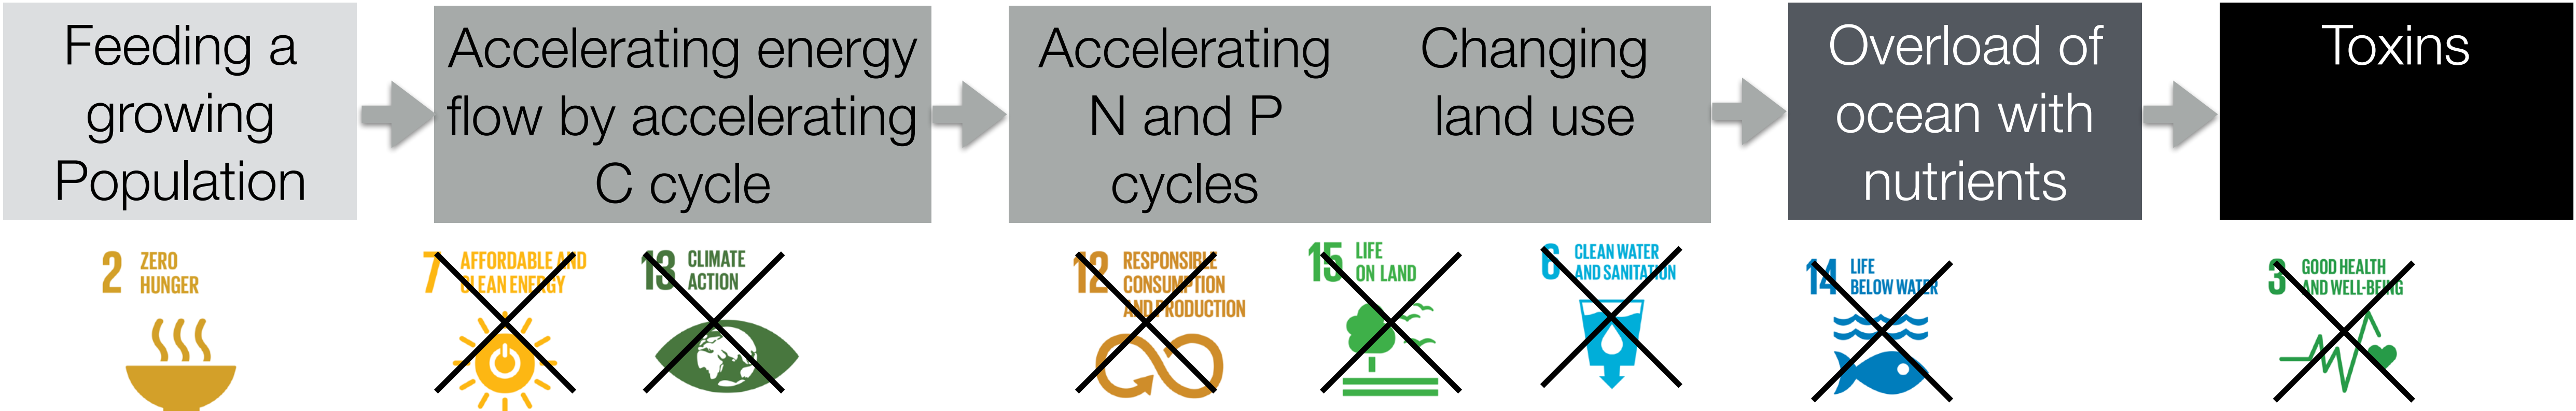 Feeding a
growing
Population
Accelerating energy
flow by accelerating
C cycle
Accelerating
N and P
cycles
Changing
land use
Overload of
ocean with
nutrients
Toxins
2 ZERO
HUNGER
7 AFFORDABLE AND
CLEAN ENERGY
13 CLIMATE
ACTION
12 RESPONSIBLE
CONSUMPTION
AND PRODUCTION
15 LIFE
ON LAND
6 CLEAN WATER
AND SANITATION
14 LIFE
BELOW WATER
3 GOOD HEALTH
AND WELL-BEING